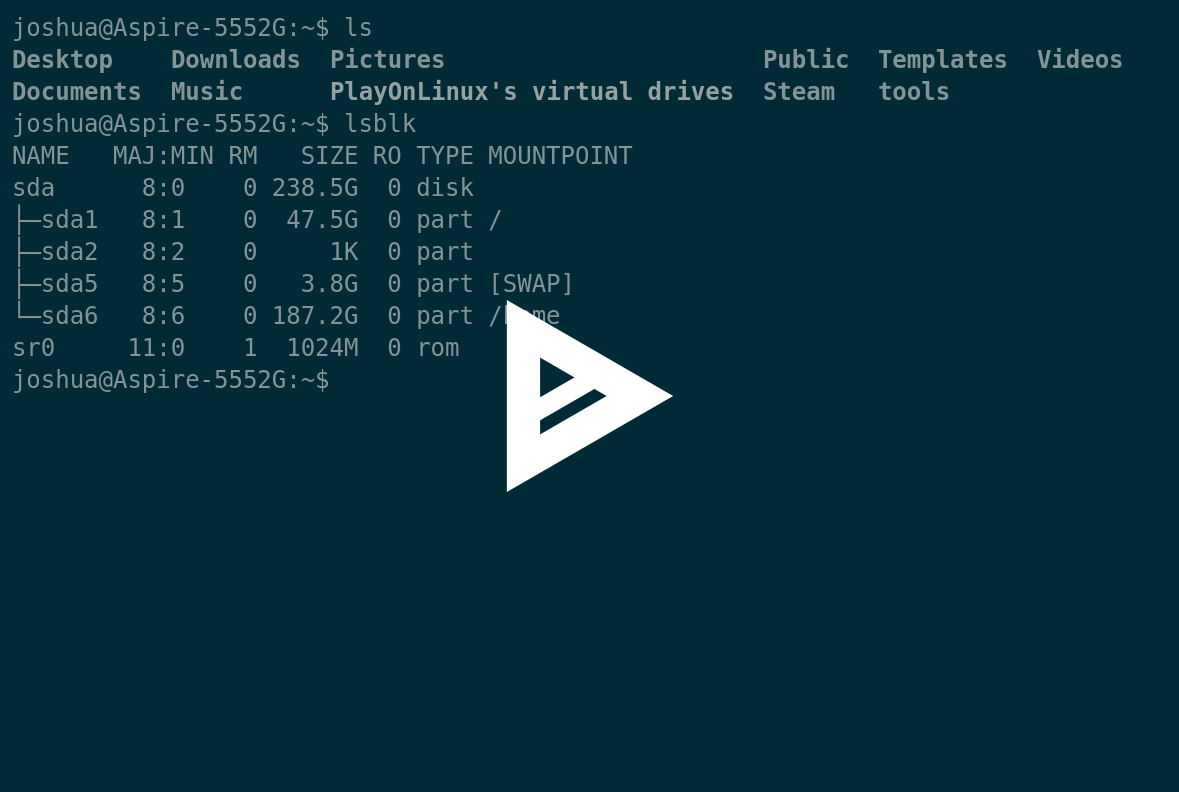 joshua@Aspire-5552G:~$ ls
Desktop    Downloads  Pictures                      Public  Templates  Videos
Documents  Music      PlayOnLinux's virtual drives  Steam   tools
joshua@Aspire-5552G:~$ lsblk
NAME   MAJ:MIN RM   SIZE RO TYPE MOUNTPOINT
sda      8:0    0 238.5G  0 disk
├─sda1   8:1    0  47.5G  0 part /
├─sda2   8:2    0     1K  0 part
├─sda5   8:5    0   3.8G  0 part [SWAP]
└─sda6   8:6    0 187.2G  0 part /home
sr0     11:0    1  1024M  0 rom
joshua@Aspire-5552G:~$